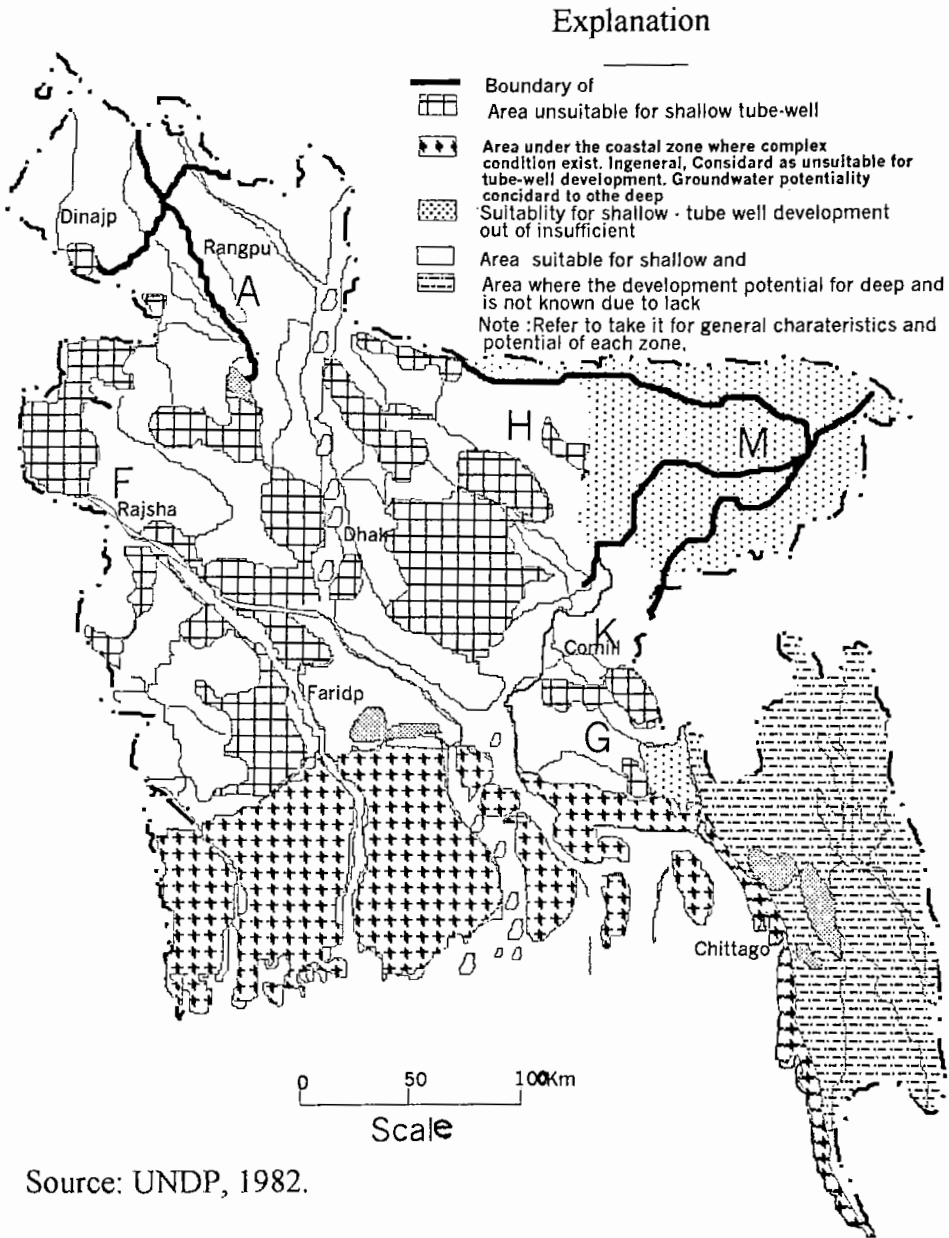 Explanation
Boundary of
Area unsuitable for shallow tube-well
Area under the coastal zone where complex
condition exist. Ingeneral, Considard as unsuitable for
tube-well development. Groundwater potentiality
concidard to othe deep
Suitablity for shallow - tube well development
out of insufficient
Area suitable for shallow and
Area where the development potential for deep and
is not known due to lack
Note :Refer to take it for general charateristics and
potential of each zone,
Dinajp
Rangpu
A
H
M
F
Rajsha
Dhak
K
Comill
Faridp
G
Chittago
0 50 100Km
Scale
Source: UNDP, 1982.